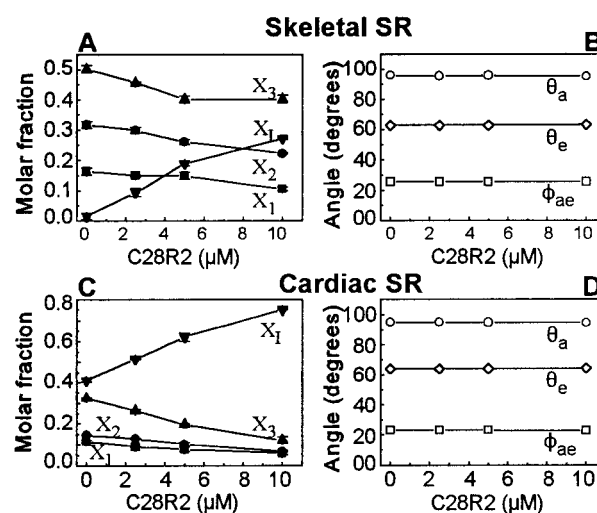 Skeletal SR
A
Molar fraction
0.5
0.4
0.3
0.2
0.1
0.0
X3
XI
X2
X1
0 2 4 6 8 10
C28R2 (µM)
B
Angle (degrees)
100
80
60
40
20
00
θa
θe
ϕae
0 2 4 6 8 10
C28R2 (µM)
Cardiac SR
C
Molar fraction
0.8
0.6
0.4
0.2
0.0
XI
X3
X2
X1
0 2 4 6 8 10
C28R2 (µM)
D
Angle (degrees)
100
80
60
40
20
00
θa
θe
ϕae
0 2 4 6 8 10
C28R2 (µM)